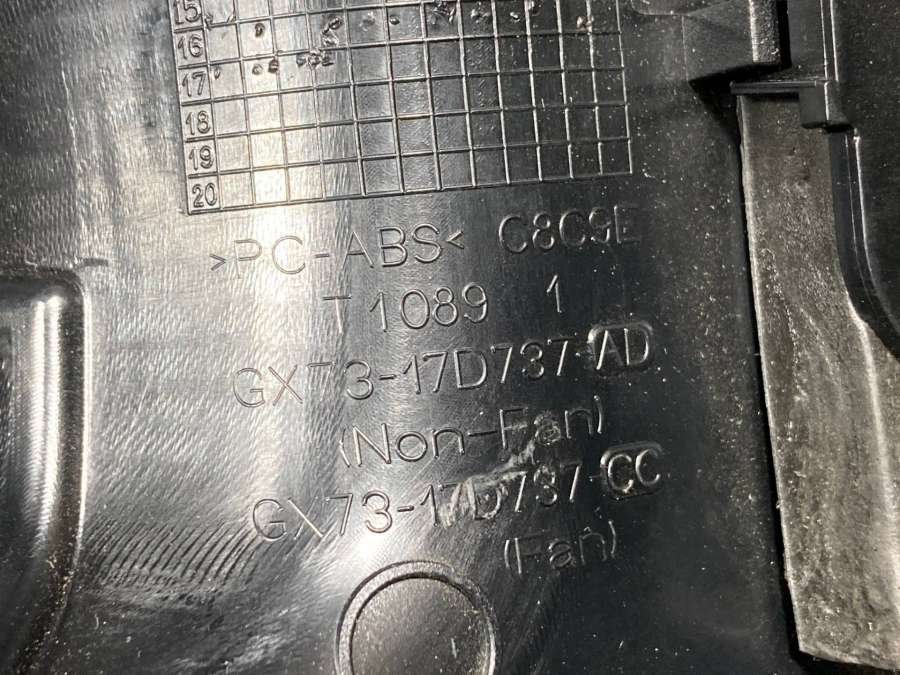 15
16
17
18
19
20
>PC-ABS< C8C9E
T1089 1
GX73-17D737-AD
(Non-Fan)
GX73-17D737-CC
(Fan)